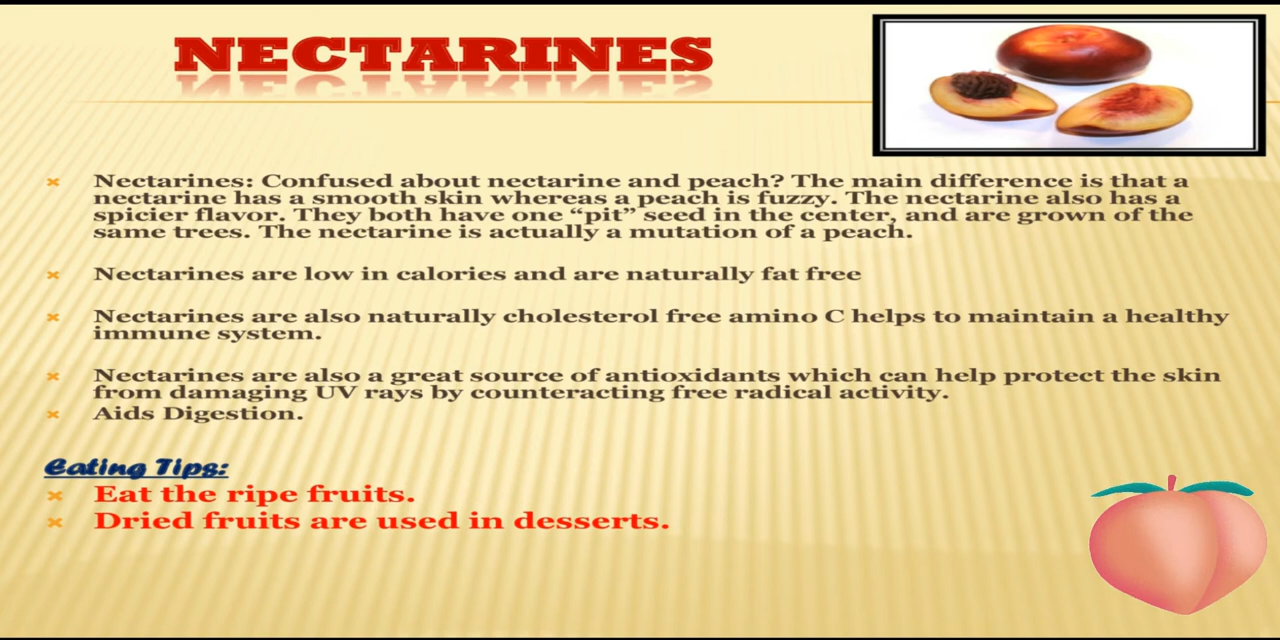 NECTARINES
Nectarines: Confused about nectarine and peach? The main difference is that a
nectarine has a smooth skin whereas a peach is fuzzy. The nectarine also has a
spicier flavor. They both have one “pit” seed in the center, and are grown of the
same trees. The nectarine is actually a mutation of a peach.
Nectarines are low in calories and are naturally fat free
Nectarines are also naturally cholesterol free amino C helps to maintain a healthy
immune system.
Nectarines are also a great source of antioxidants which can help protect the skin
from damaging UV rays by counteracting free radical activity.
Aids Digestion.
Eating Tips:
Eat the ripe fruits.
Dried fruits are used in desserts.